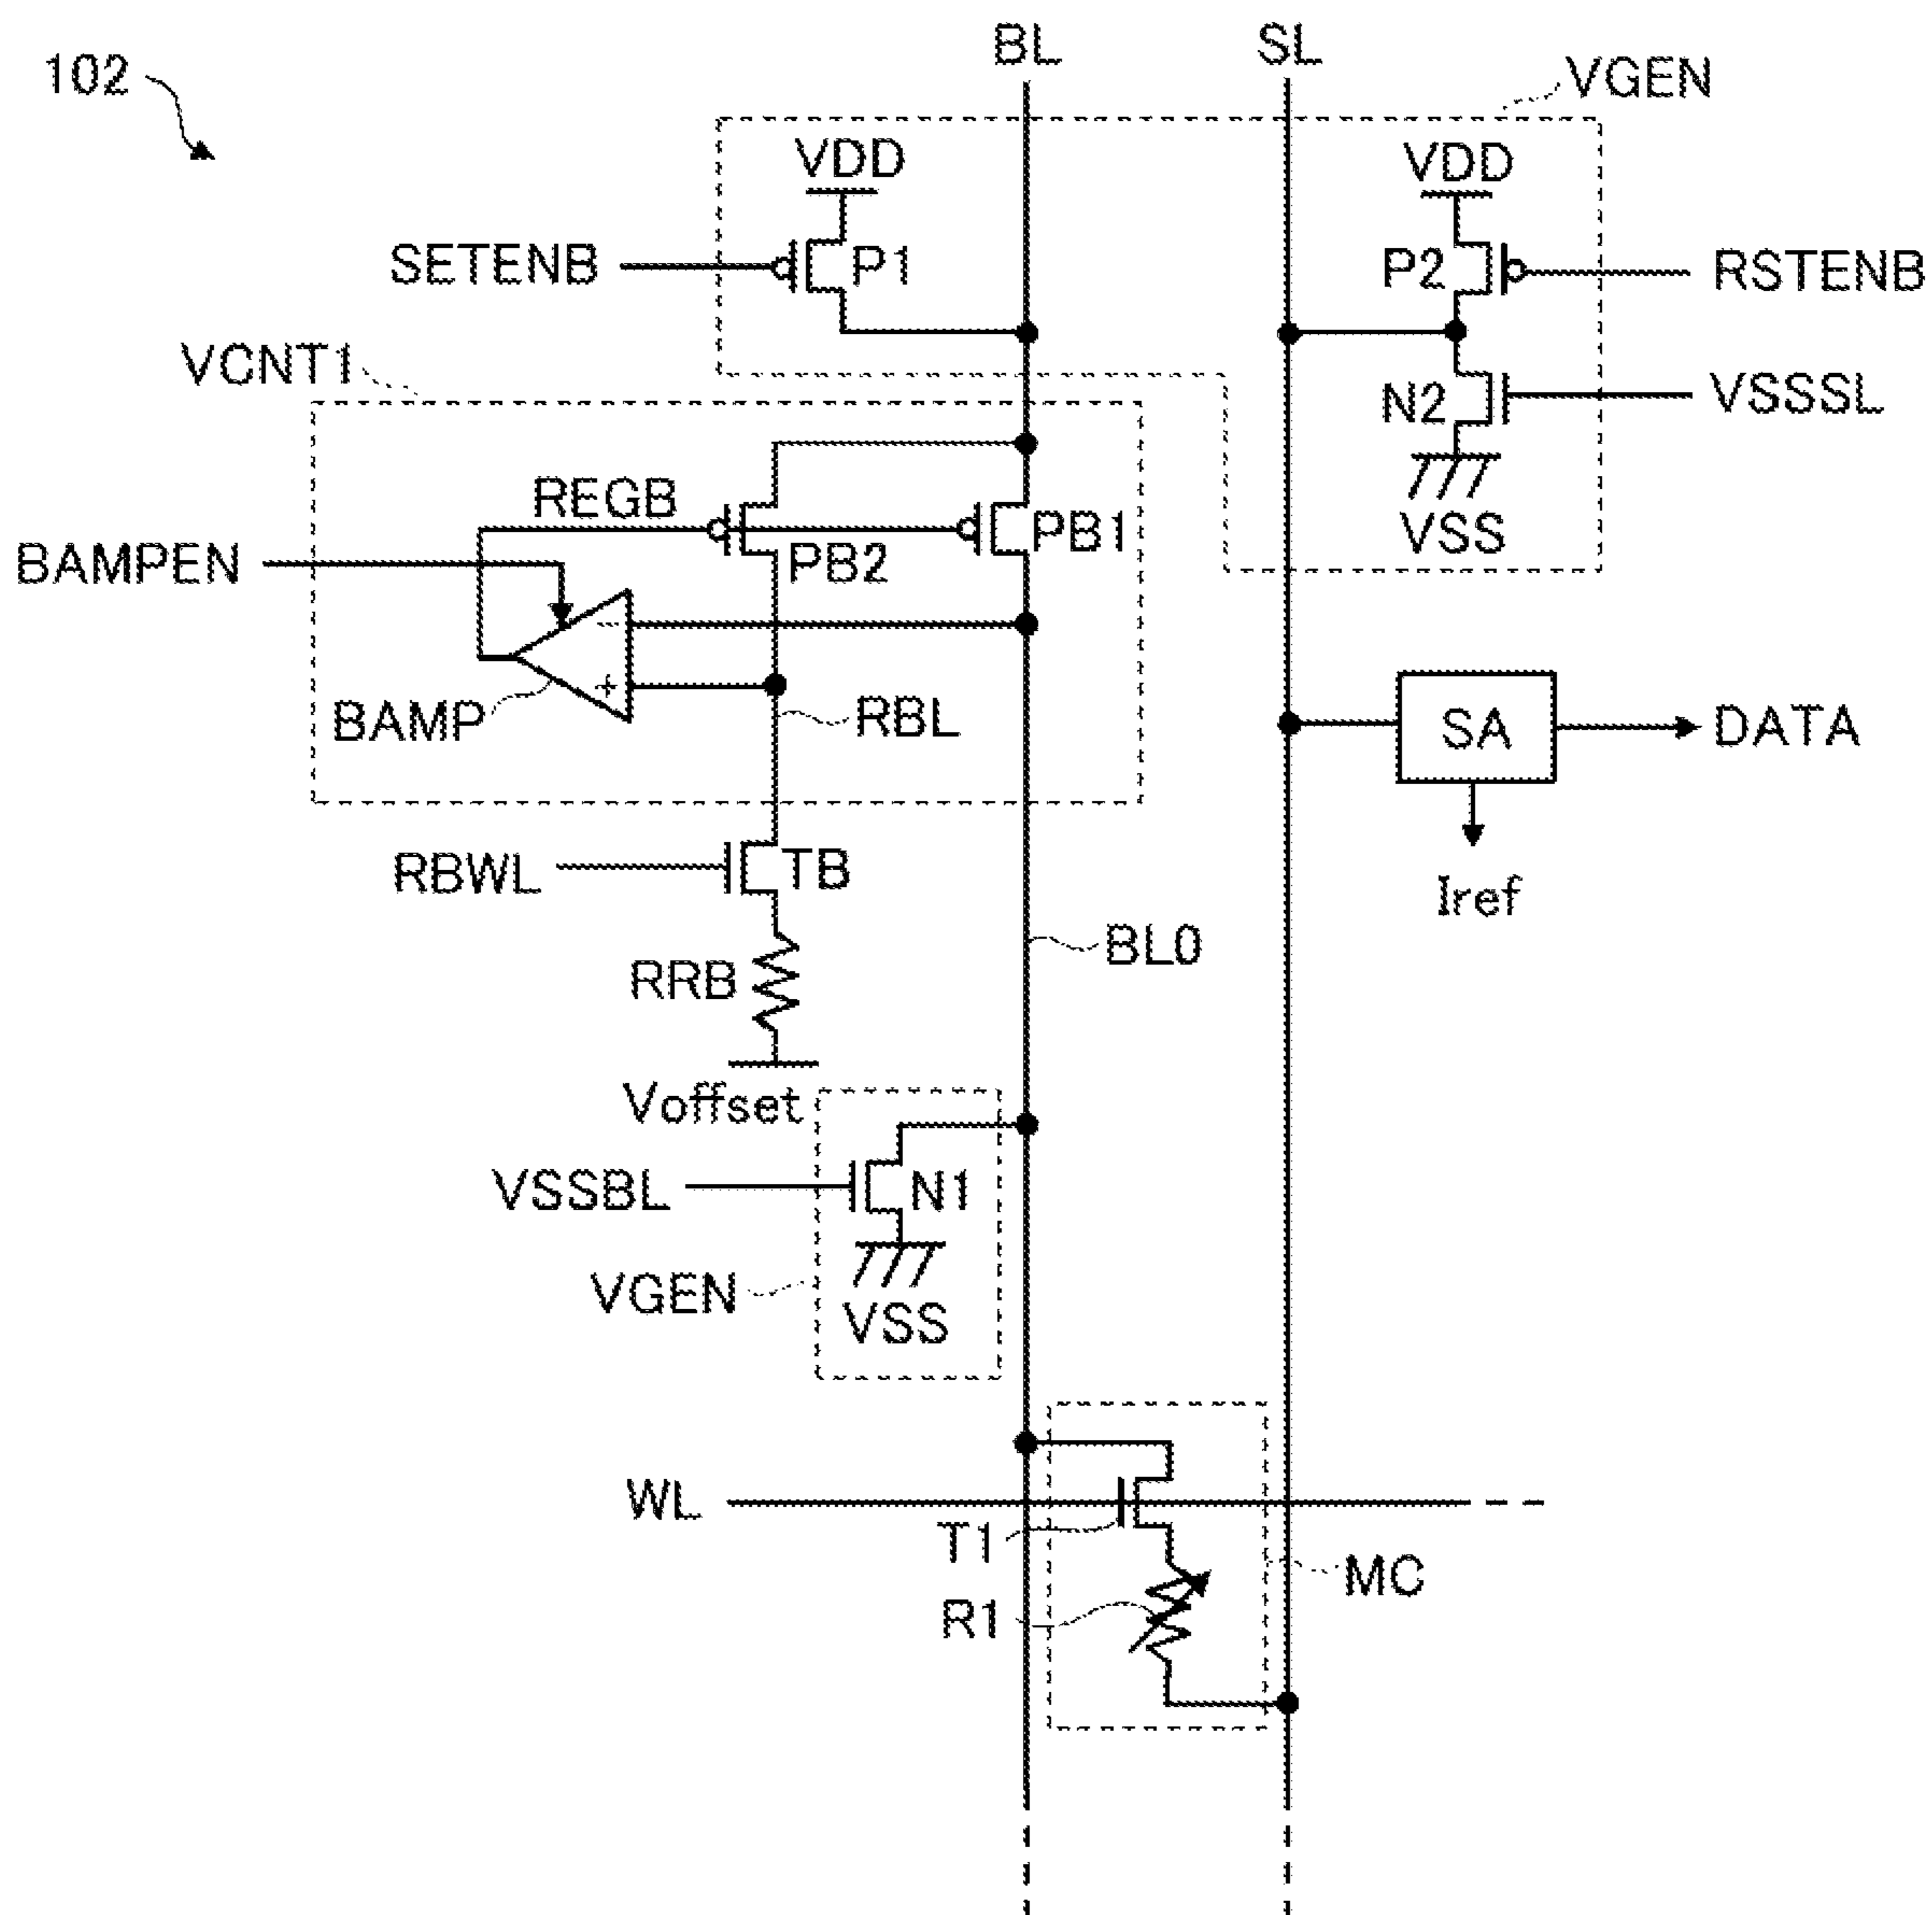 BL
SL
102
VGEN
VDD
VDD
SETENB
P1
P2
RSTENB
VCNT1
N2
VSSSL
REGB
PB1
VSS
BAMPEN
PB2
-
+
BAMP
RBL
SA
DATA
RBWL
TB
Iref
BL0
RRB
Voffset
VSSBL
N1
VGEN
VSS
WL
T1
MC
R1